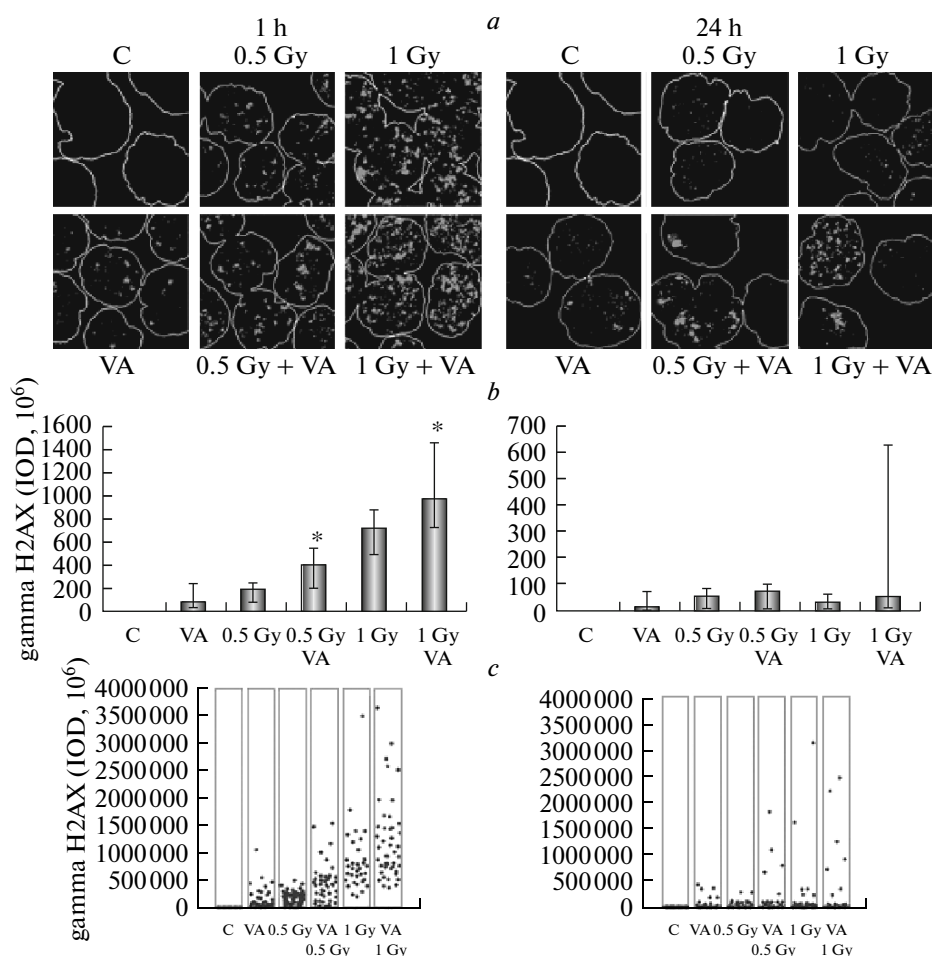 a
1 h 24 h
C 0.5 Gy 1 Gy C 0.5 Gy 1 Gy
VA 0.5 Gy + VA 1 Gy + VA VA 0.5 Gy + VA 1 Gy + VA
b
gamma H2AX (IOD, 10⁶)
1600
1400
1200
1000
800
600
400
200
0
* *
C VA 0.5 Gy 0.5 Gy VA 1 Gy 1 Gy VA
700
600
500
400
300
200
100
0
C VA 0.5 Gy 0.5 Gy VA 1 Gy 1 Gy VA
c
gamma H2AX (IOD, 10⁶)
4000000
3500000
3000000
2500000
2000000
1500000
1000000
500000
0
C VA 0.5 Gy VA 1 Gy VA
0.5 Gy 1 Gy
4000000
3500000
3000000
2500000
2000000
1500000
1000000
500000
0
C VA 0.5 Gy VA 1 Gy VA
0.5 Gy 1 Gy